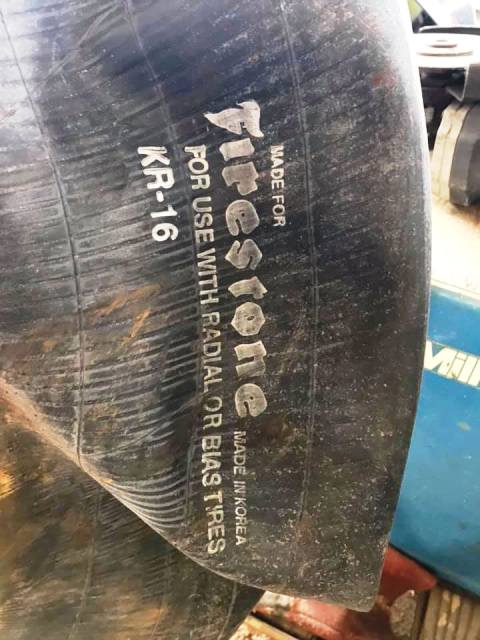 MADE FOR
Firestone MADE IN KOREA
FOR USE WITH RADIAL OR BIAS TIRES
KR-16